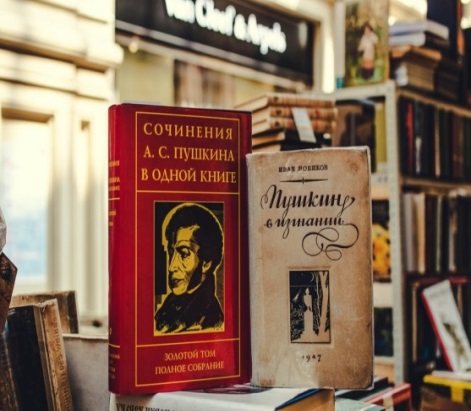 Van Cleef & Arpels
СОЧИНЕНИЯ
А. С. ПУШКИНА
В ОДНОЙ КНИГЕ
ЗОЛОТОЙ ТОМ
ПОЛНОЕ СОБРАНИЕ
ИВАН НОВИКОВ
Пушкин
в изгнании
1947